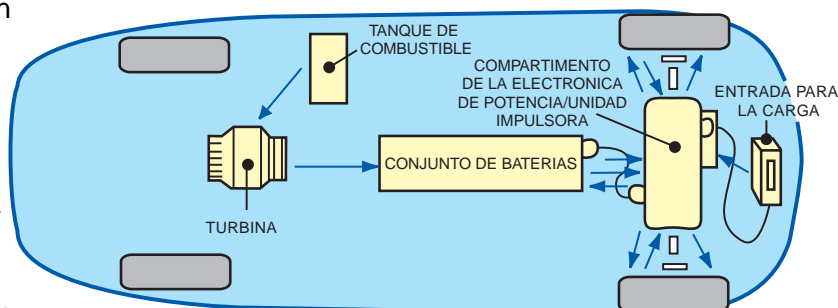 n
TANQUE DE
COMBUSTIBLE
COMPARTIMENTO
DE LA ELECTRONICA
DE POTENCIA/UNIDAD
IMPULSORA
ENTRADA PARA
LA CARGA
CONJUNTO DE BATERIAS
TURBINA